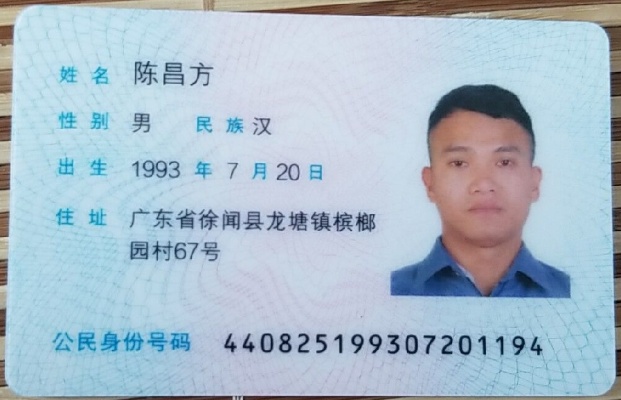 姓名 陈昌方
性别 男 民族 汉
出生 1993 年 7 月 20 日
住址 广东省徐闻县龙塘镇槟榔
园村67号
公民身份号码 440825199307201194